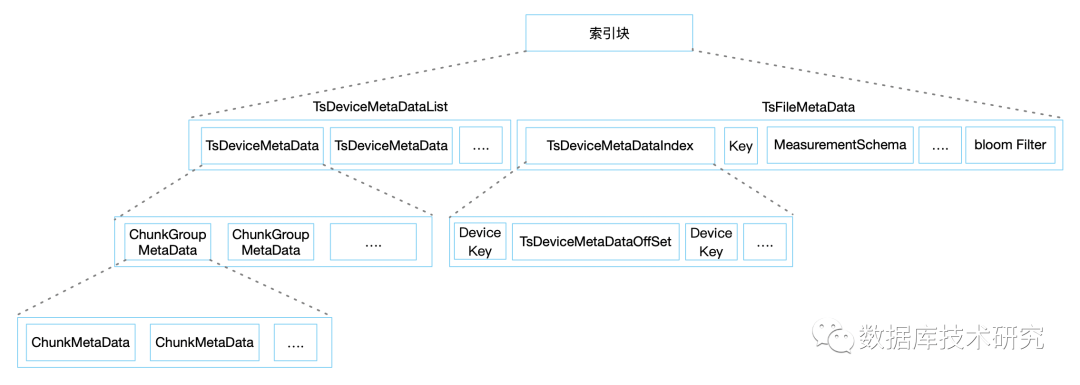 索引块
TsDeviceMetaDataList
TsFileMetaData
TsDeviceMetaData
TsDeviceMetaData
....
TsDeviceMetaDataIndex
Key
MeasurementSchema
....
bloom Filter
ChunkGroup
MetaData
ChunkGroup
MetaData
....
Device
Key
TsDeviceMetaDataOffSet
Device
Key
....
ChunkMetaData
ChunkMetaData
....
数据库技术研究